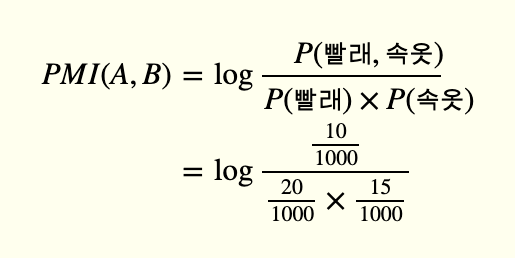 PMI(A, B) = log P(빨래, 속옷) / P(빨래) × P(속옷)
= log 10/1000 / 20/1000 × 15/1000